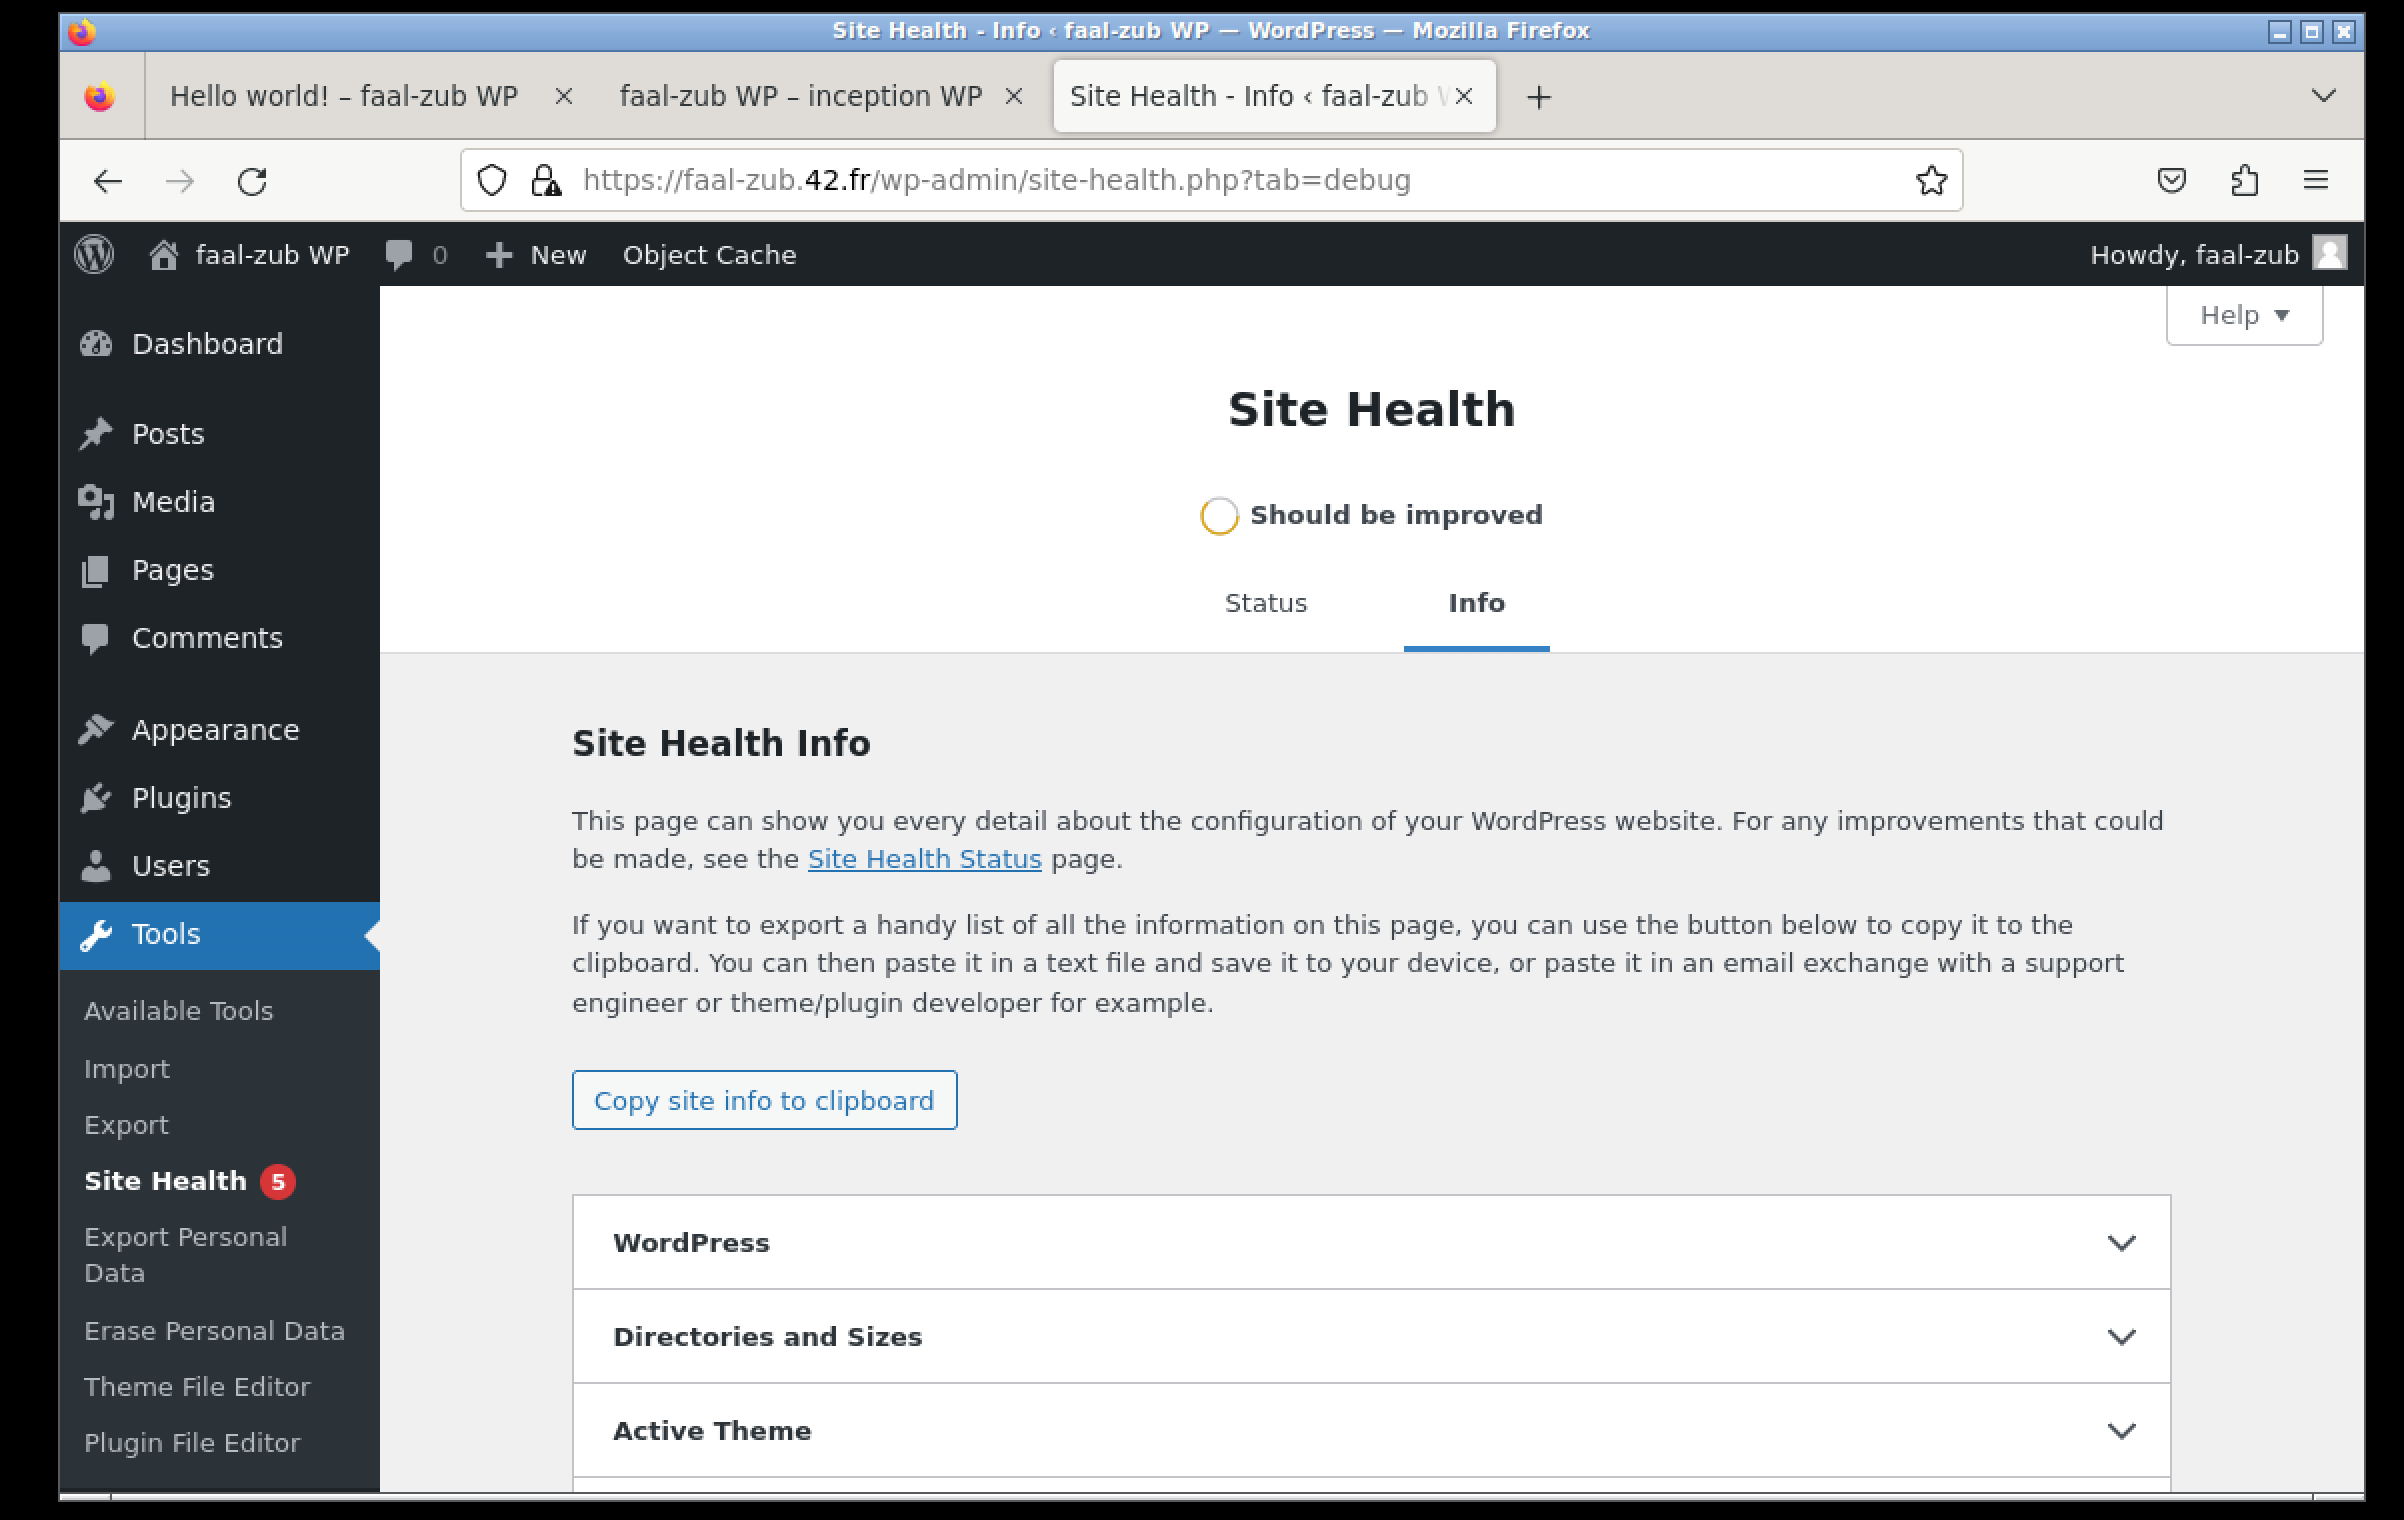 Site Health - Info ‹ faal-zub WP — WordPress — Mozilla Firefox
Hello world! – faal-zub WP
faal-zub WP – inception WP
Site Health - Info ‹ faal-zub W
https://faal-zub.42.fr/wp-admin/site-health.php?tab=debug
faal-zub WP
0
New
Object Cache
Howdy, faal-zub
Help
Dashboard
Posts
Media
Pages
Comments
Appearance
Plugins
Users
Tools
Available Tools
Import
Export
Site Health 5
Export Personal
Data
Erase Personal Data
Theme File Editor
Plugin File Editor
Site Health
Should be improved
Status
Info
Site Health Info
This page can show you every detail about the configuration of your WordPress website. For any improvements that could
be made, see the Site Health Status page.
If you want to export a handy list of all the information on this page, you can use the button below to copy it to the
clipboard. You can then paste it in a text file and save it to your device, or paste it in an email exchange with a support
engineer or theme/plugin developer for example.
Copy site info to clipboard
WordPress
Directories and Sizes
Active Theme